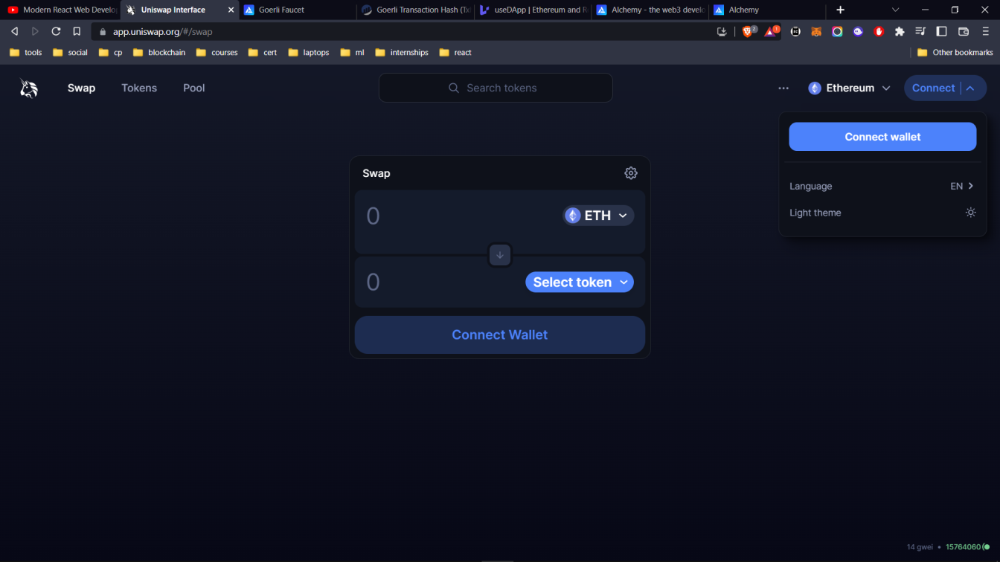 Modern React Web Develo
Uniswap Interface
Goerli Faucet
Goerli Transaction Hash (Tx
useDApp | Ethereum and R
Alchemy - the web3 develo
Alchemy
app.uniswap.org/#/swap
2
1
tools
social
cp
blockchain
courses
cert
laptops
ml
internships
react
Other bookmarks
Swap
Tokens
Pool
Search tokens
Ethereum
Connect
Connect wallet
Language
EN
Light theme
Swap
0
ETH
0
Select token
Connect Wallet
14 gwei • 15764060